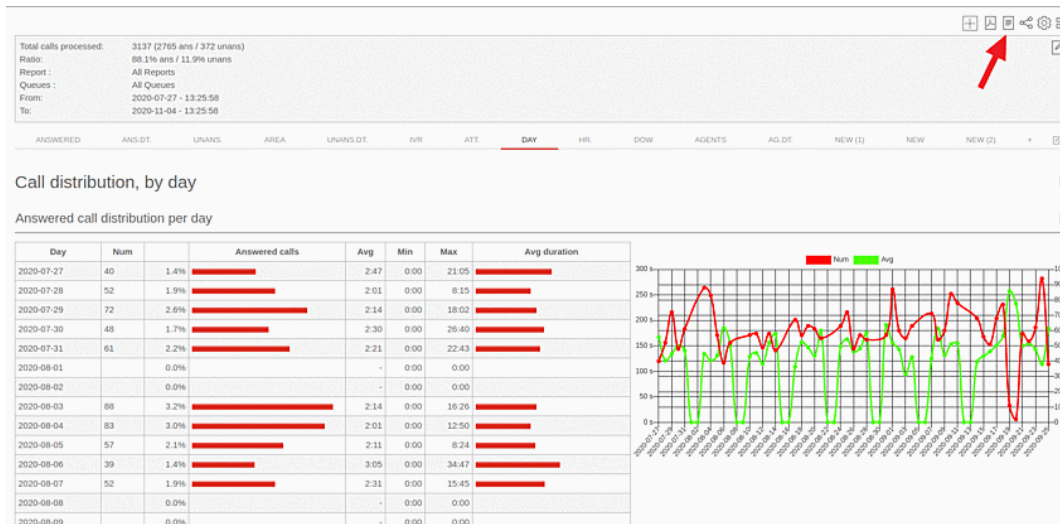 Total calls processed: 3137 (2765 ans / 372 unans)
Ratio: 88.1% ans / 11.9% unans
Report : All Reports
Queues : All Queues
From: 2020-07-27 - 13:25:58
To: 2020-11-04 - 13:25:58
ANSWERED ANS.DT. UNANS. AREA UNANS.DT. IVR ATT. DAY HR. DOW AGENTS AG.DT. NEW (1) NEW NEW (2) +
Call distribution, by day
Answered call distribution per day
Day Num Answered calls Avg Min Max Avg duration
2020-07-27 40 1.4% 2:47 0:00 21:05
2020-07-28 52 1.9% 2:01 0:00 8:15
2020-07-29 72 2.6% 2:14 0:00 18:02
2020-07-30 48 1.7% 2:30 0:00 26:40
2020-07-31 61 2.2% 2:21 0:00 22:43
2020-08-01 0.0% - 0:00 0:00
2020-08-02 0.0% - 0:00 0:00
2020-08-03 88 3.2% 2:14 0:00 16:26
2020-08-04 83 3.0% 2:01 0:00 12:50
2020-08-05 57 2.1% 2:11 0:00 8:24
2020-08-06 39 1.4% 3:05 0:00 34:47
2020-08-07 52 1.9% 2:31 0:00 15:45
2020-08-08 0.0% - 0:00 0:00
2020-08-09 0.0% - 0:00 0:00
Num Avg
300 s
250 s
200 s
150 s
100 s
50 s
0 s